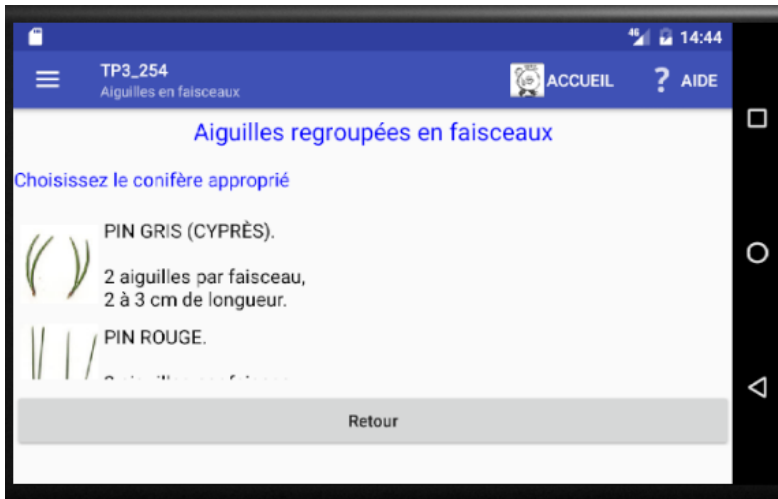 14:44
TP3_254
Aiguilles en faisceaux
ACCUEIL
? AIDE
Aiguilles regroupées en faisceaux
Choisissez le conifère approprié
PIN GRIS (CYPRÈS).
2 aiguilles par faisceau,
2 à 3 cm de longueur.
PIN ROUGE.
Retour